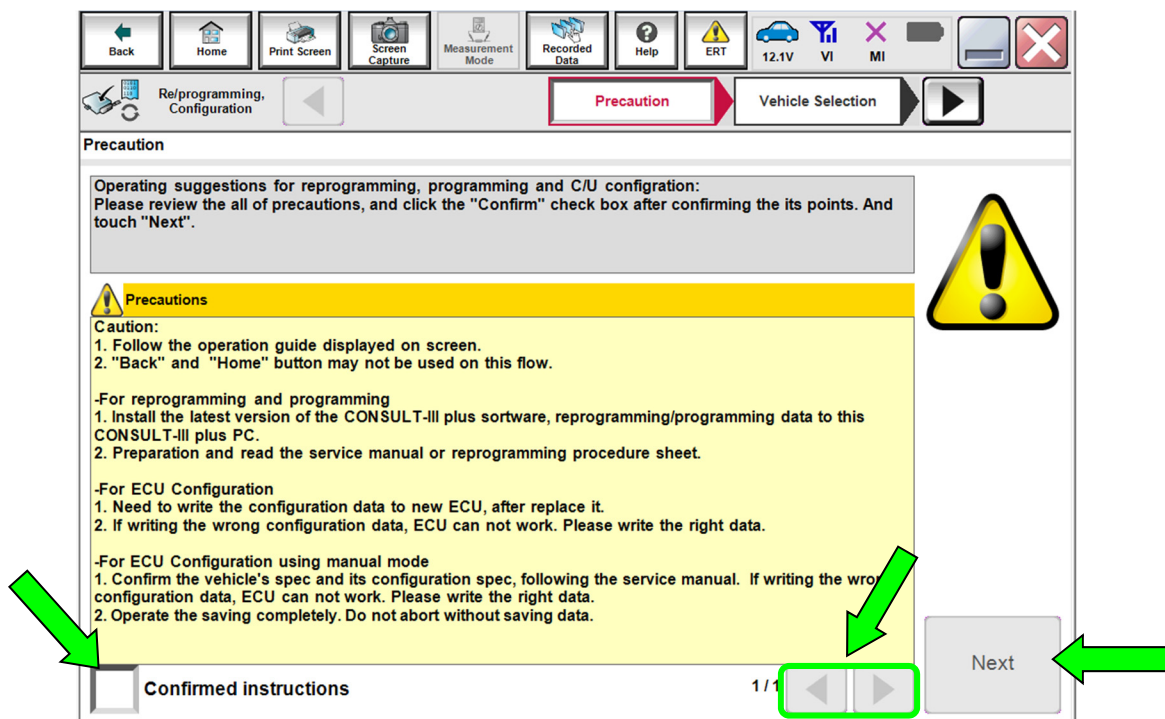 Back
Home
Print Screen
Screen
Capture
Measurement
Mode
Recorded
Data
Help
ERT
12.1V
VI
MI
Re/programming,
Configuration
Precaution
Vehicle Selection
Precaution
Operating suggestions for reprogramming, programming and C/U configration:
Please review the all of precautions, and click the "Confirm" check box after confirming the its points. And
touch "Next".
Precautions
Caution:
1. Follow the operation guide displayed on screen.
2. "Back" and "Home" button may not be used on this flow.
-For reprogramming and programming
1. Install the latest version of the CONSULT-III plus sortware, reprogramming/programming data to this
CONSULT-III plus PC.
2. Preparation and read the service manual or reprogramming procedure sheet.
-For ECU Configuration
1. Need to write the configuration data to new ECU, after replace it.
2. If writing the wrong configuration data, ECU can not work. Please write the right data.
-For ECU Configuration using manual mode
1. Confirm the vehicle's spec and its configuration spec, following the service manual. If writing the
configuration data, ECU can not work. Please write the right data.
2. Operate the saving completely. Do not abort without saving data.
Confirmed instructions
1/1
Next